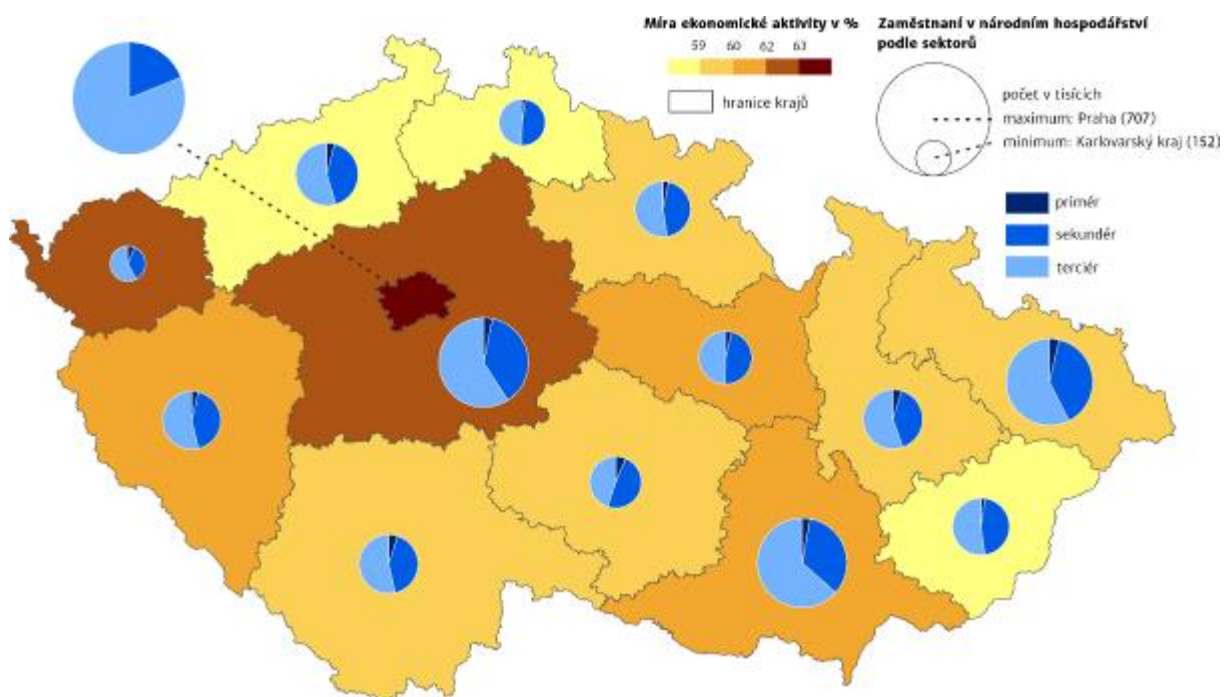 Míra ekonomické aktivity v %
59 60 62 63
hranice krajů
Zaměstnaní v národním hospodářství
podle sektorů
počet v tisících
maximum: Praha (707)
minimum: Karlovarský kraj (152)
primér
sekundér
terciér